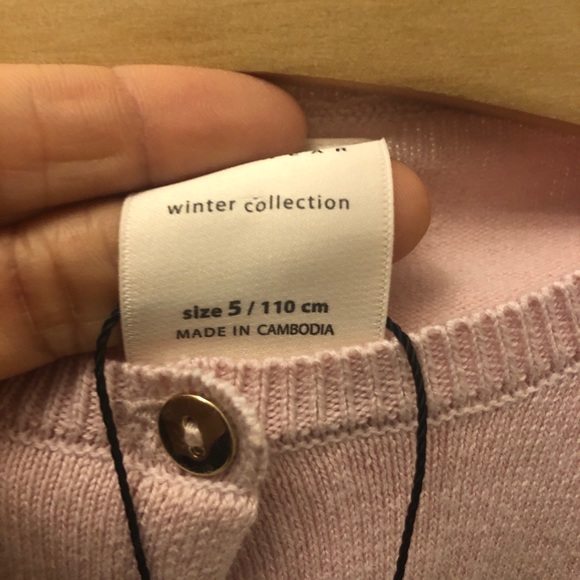 winter collection
size 5 / 110 cm
MADE IN CAMBODIA